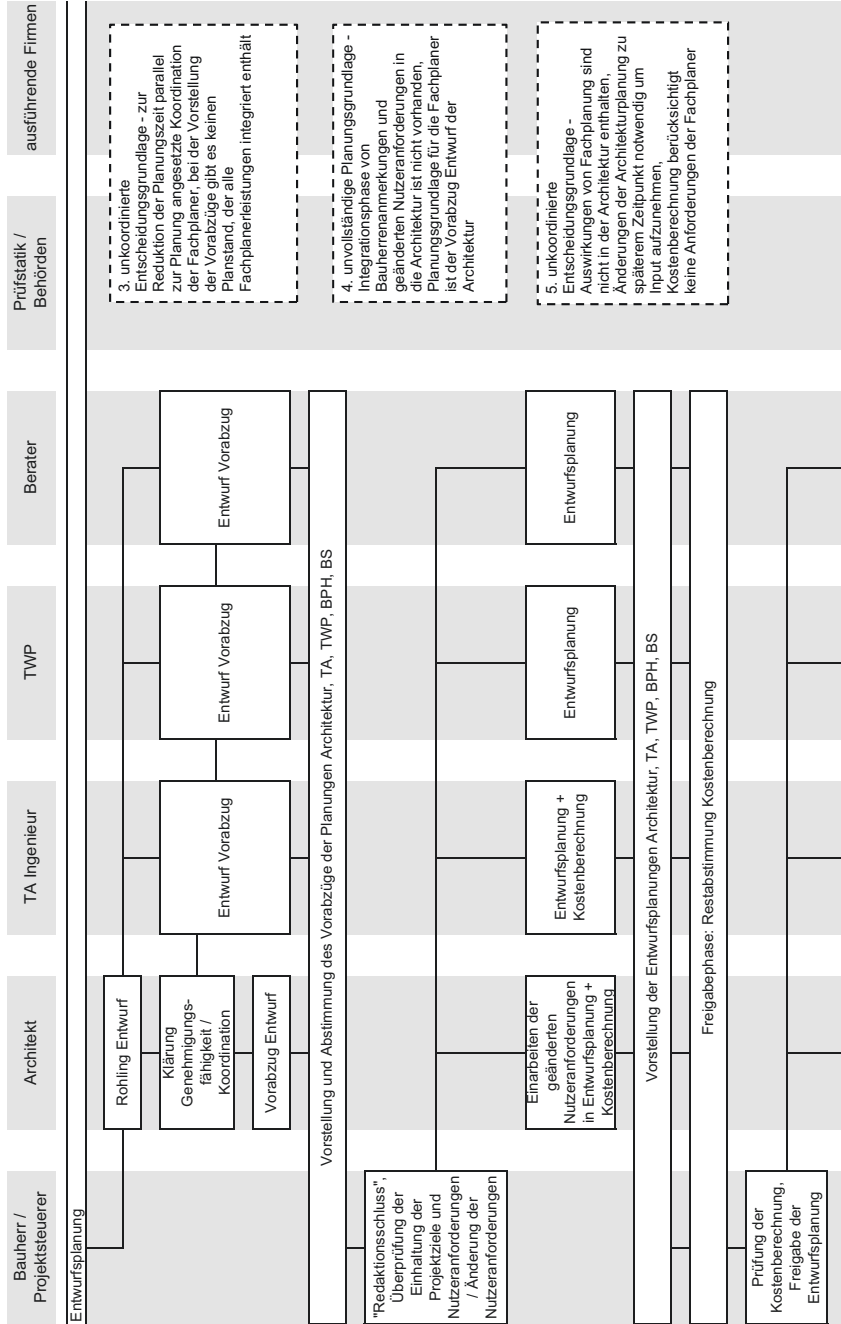 Bauherr /
Projektsteuerer
Architekt
TA Ingenieur
TWP
Berater
Prüfstatik /
Behörden
ausführende Firmen
Entwurfsplanung
Rohling Entwurf
Klärung
Genehmigungs-
fähigkeit /
Koordination
Vorabzug Entwurf
Entwurf Vorabzug
Entwurf Vorabzug
Entwurf Vorabzug
3. unkoordinierte
Entscheidungsgrundlage - zur
Reduktion der Planungszeit parallel
zur Planung angesetzte Koordination
der Fachplaner, bei der Vorstellung
der Vorabzüge gibt es keinen
Planstand, der alle
Fachplanerleistungen integriert enthält
Vorstellung und Abstimmung des Vorabzüge der Planungen Architektur, TA, TWP, BPH, BS
"Redaktionsschluss",
Überprüfung der
Einhaltung der
Projektziele und
Nutzeranforderungen
/ Änderung der
Nutzeranforderungen
4. unvollständige Planungsgrundlage -
Integrationsphase von
Bauherrenanmerkungen und
geänderten Nutzeranforderungen in
die Architektur ist nicht vorhanden,
Planungsgrundlage für die Fachplaner
ist der Vorabzug Entwurf der
Architektur
Einarbeiten der
geänderten
Nutzeranforderungen
in Entwurfsplanung +
Kostenberechnung
Entwurfsplanung +
Kostenberechnung
Entwurfsplanung
Entwurfsplanung
5. unkoordinierte
Entscheidungsgrundlage -
Auswirkungen von Fachplanung sind
nicht in der Architektur enthalten,
Änderungen der Architekturplanung zu
späterem Zeitpunkt notwendig um
Input aufzunehmen,
Kostenberechnung berücksichtigt
keine Anforderungen der Fachplaner
Vorstellung der Entwurfsplanungen Architektur, TA, TWP, BPH, BS
Freigabephase: Restabstimmung Kostenberechnung
Prüfung der
Kostenberechnung,
Freigabe der
Entwurfsplanung